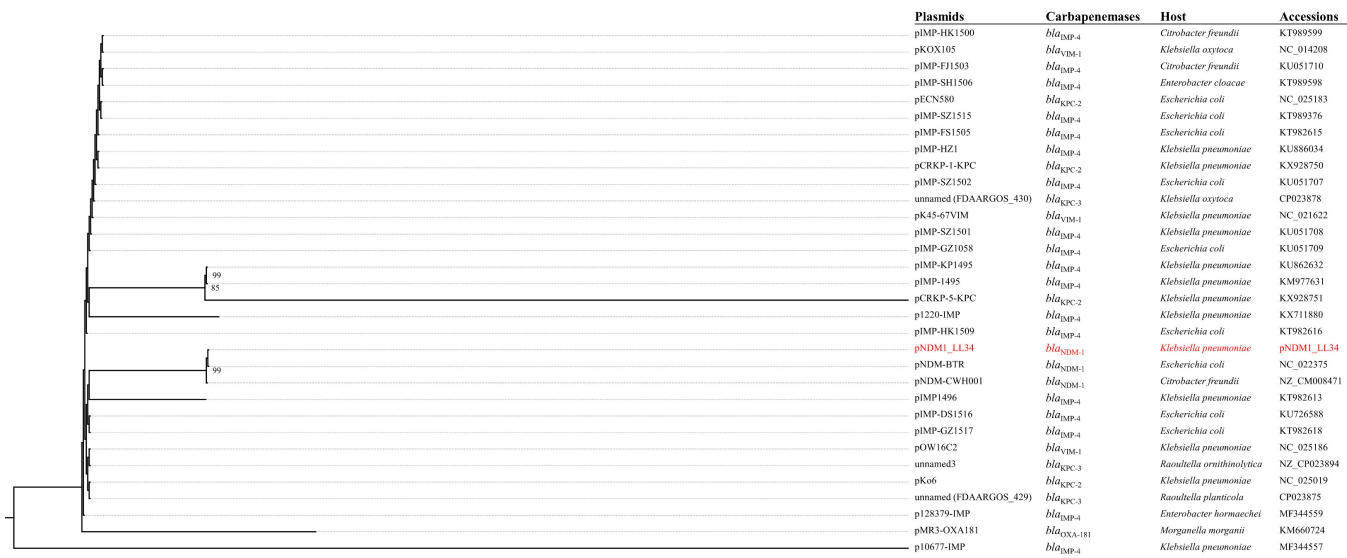 Plasmids Carbapenemases Host Accessions
pIMP-HK1500 blaIMP-4 Citrobacter freundii KT989599
pKOX105 blaVIM-1 Klebsiella oxytoca NC_014208
pIMP-FJ1503 blaIMP-4 Citrobacter freundii KU051710
pIMP-SH1506 blaIMP-4 Enterobacter cloacae KT989598
pECN580 blaKPC-2 Escherichia coli NC_025183
pIMP-SZ1515 blaIMP-4 Escherichia coli KT989376
pIMP-FS1505 blaIMP-4 Escherichia coli KT982615
pIMP-HZ1 blaIMP-4 Klebsiella pneumoniae KU886034
pCRKP-1-KPC blaKPC-2 Klebsiella pneumoniae KX928750
pIMP-SZ1502 blaIMP-4 Escherichia coli KU051707
unnamed (FDAARGOS_430) blaKPC-3 Klebsiella oxytoca CP023878
pK45-67VIM blaVIM-1 Klebsiella pneumoniae NC_021622
pIMP-SZ1501 blaIMP-4 Klebsiella pneumoniae KU051708
pIMP-GZ1058 blaIMP-4 Escherichia coli KU051709
pIMP-KP1495 blaIMP-4 Klebsiella pneumoniae KU862632
99
pIMP-1495 blaIMP-4 Klebsiella pneumoniae KM977631
85
pCRKP-5-KPC blaKPC-2 Klebsiella pneumoniae KX928751
p1220-IMP blaIMP-4 Klebsiella pneumoniae KX711880
pIMP-HK1509 blaIMP-4 Escherichia coli KT982616
pNDM1_LL34 blaNDM-1 Klebsiella pneumoniae pNDM1_LL34
pNDM-BTR blaNDM-1 Escherichia coli NC_022375
99
pNDM-CWH001 blaNDM-1 Citrobacter freundii NZ_CM008471
pIMP1496 blaIMP-4 Klebsiella pneumoniae KT982613
pIMP-DS1516 blaIMP-4 Escherichia coli KU726588
pIMP-GZ1517 blaIMP-4 Escherichia coli KT982618
pOW16C2 blaVIM-1 Klebsiella pneumoniae NC_025186
unnamed3 blaKPC-3 Raoultella ornithinolytica NZ_CP023894
pKo6 blaKPC-2 Klebsiella pneumoniae NC_025019
unnamed (FDAARGOS_429) blaKPC-3 Raoultella planticola CP023875
p128379-IMP blaIMP-4 Enterobacter hormaechei MF344559
pMR3-OXA181 blaOXA-181 Morganella morganii KM660724
p10677-IMP blaIMP-4 Klebsiella pneumoniae MF344557